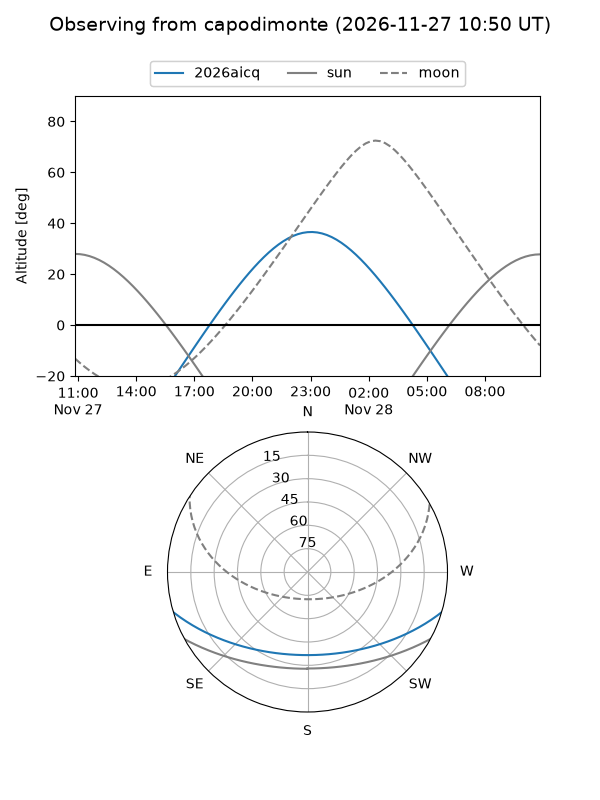 Observing from capodimonte (2026-11-27 10:50 UT)
2026aicq sun moon
Altitude [deg]
80
60
40
20
0
−20
11:00 14:00 17:00 20:00 23:00 02:00 05:00 08:00
Nov 27 Nov 28
N
NE NW
15
30
45
60
75
E W
SE SW
S